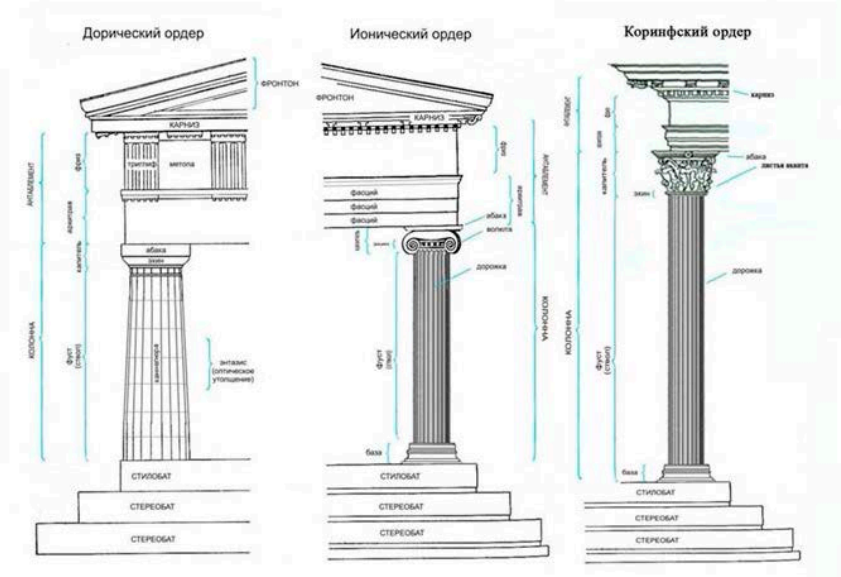 Дорический ордер
ФРОНТОН
КАРНИЗ
АНТАБЛЕМЕНТ
фриз
триглиф
метопа
архитрав
капитель
абака
эхин
КОЛОННА
Фуст
(ствол)
каннелюра
энтазис
(оптическое
утолщение)
СТИЛОБАТ
СТЕРЕОБАТ
СТЕРЕОБАТ
Ионический ордер
ФРОНТОН
КАРНИЗ
фриз
АНТАБЛЕМЕНТ
фасций
фасций
фасций
архитрав
абака
волюта
дорожка
КОЛОННА
Фуст
(ствол)
база
СТИЛОБАТ
СТЕРЕОБАТ
СТЕРЕОБАТ
Коринфский ордер
карниз
абака
листья аканта
капитель
эхин
дорожка
КОЛОННА
Фуст
(ствол)
база
СТИЛОБАТ
СТЕРЕОБАТ
СТЕРЕОБАТ